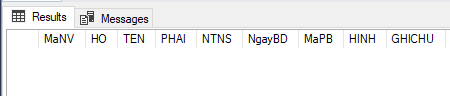 Results Messages
MaNV HO TEN PHAI NTNS NgayBD MaPB HINH GHICHU